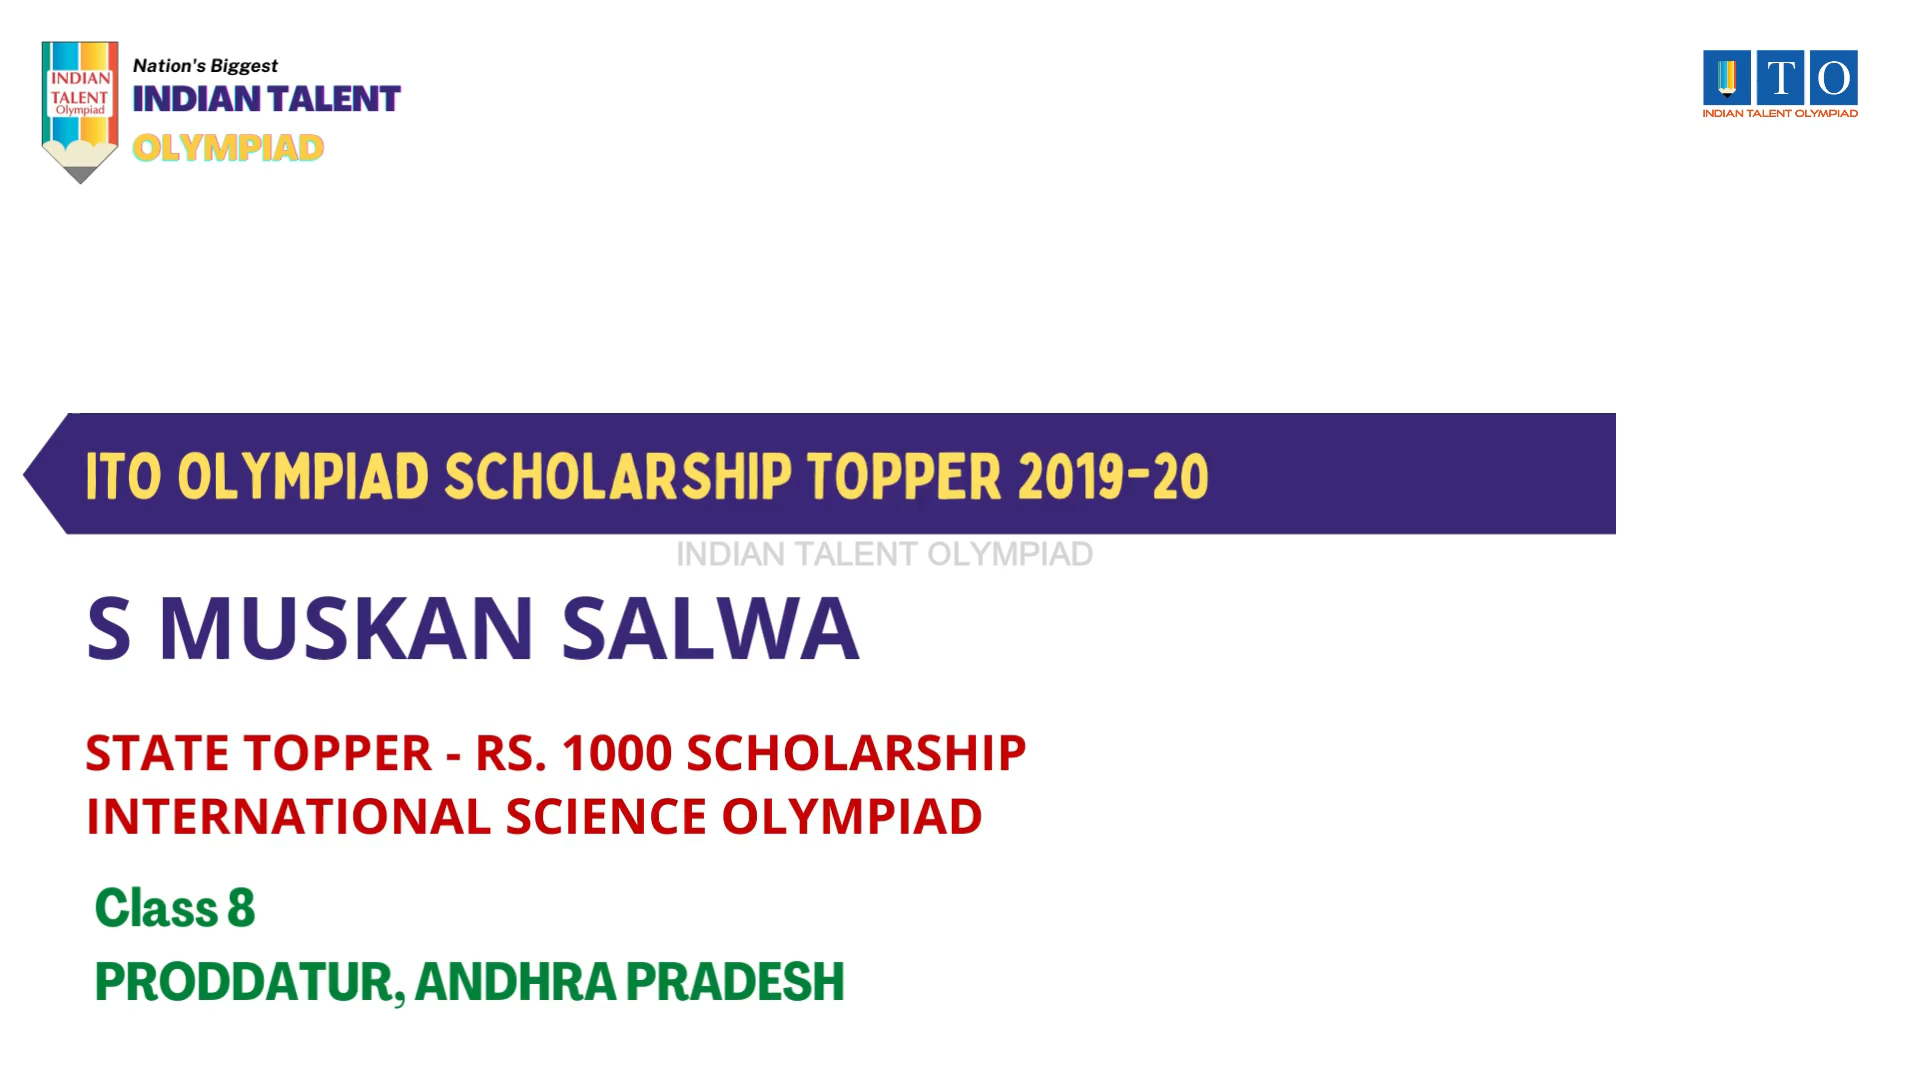 Nation's Biggest
INDIAN TALENT
OLYMPIAD
INDIAN
TALENT
Olympiad
T O
INDIAN TALENT OLYMPIAD
ITO OLYMPIAD SCHOLARSHIP TOPPER 2019-20
INDIAN TALENT OLYMPIAD
S MUSKAN SALWA
STATE TOPPER - RS. 1000 SCHOLARSHIP
INTERNATIONAL SCIENCE OLYMPIAD
Class 8
PRODDATUR, ANDHRA PRADESH